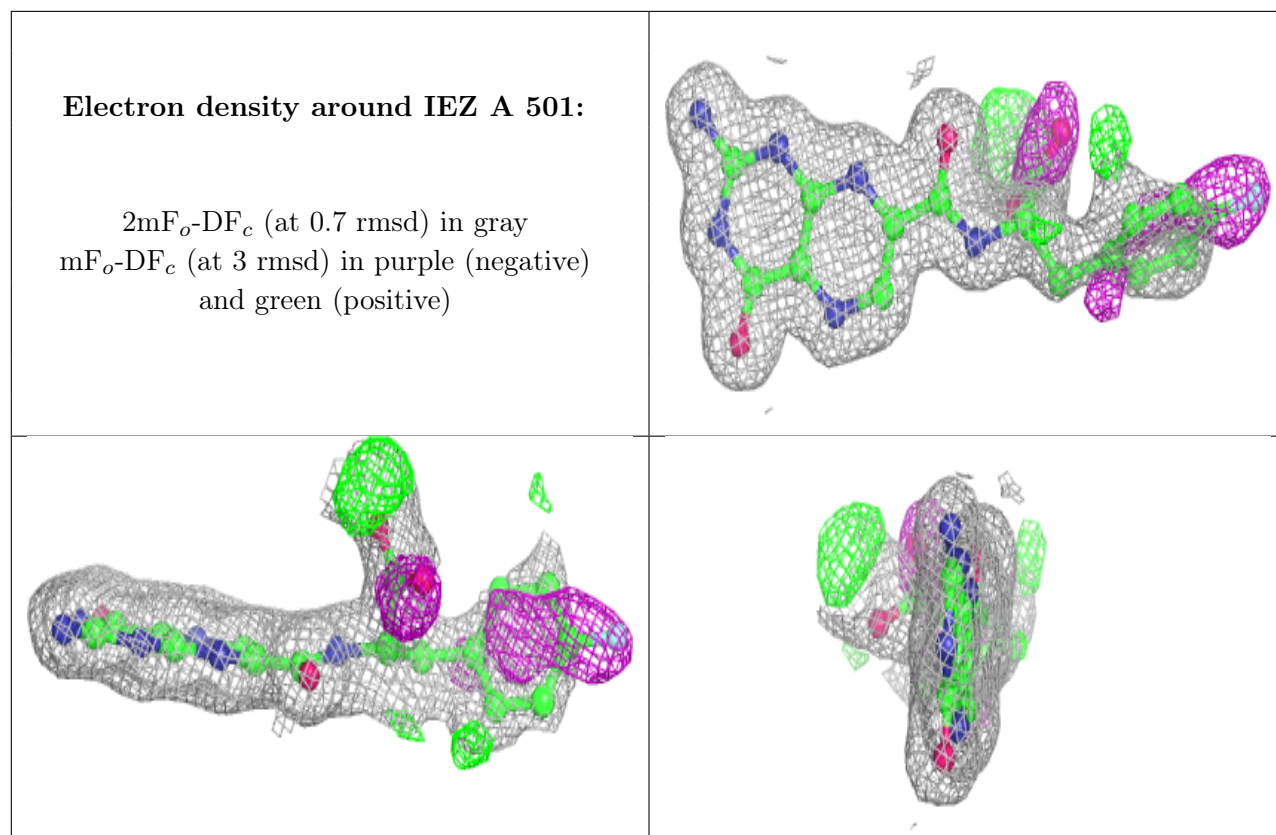 Electron density around IEZ A 501:
2mFo-DFc (at 0.7 rmsd) in gray
mFo-DFc (at 3 rmsd) in purple (negative)
and green (positive)